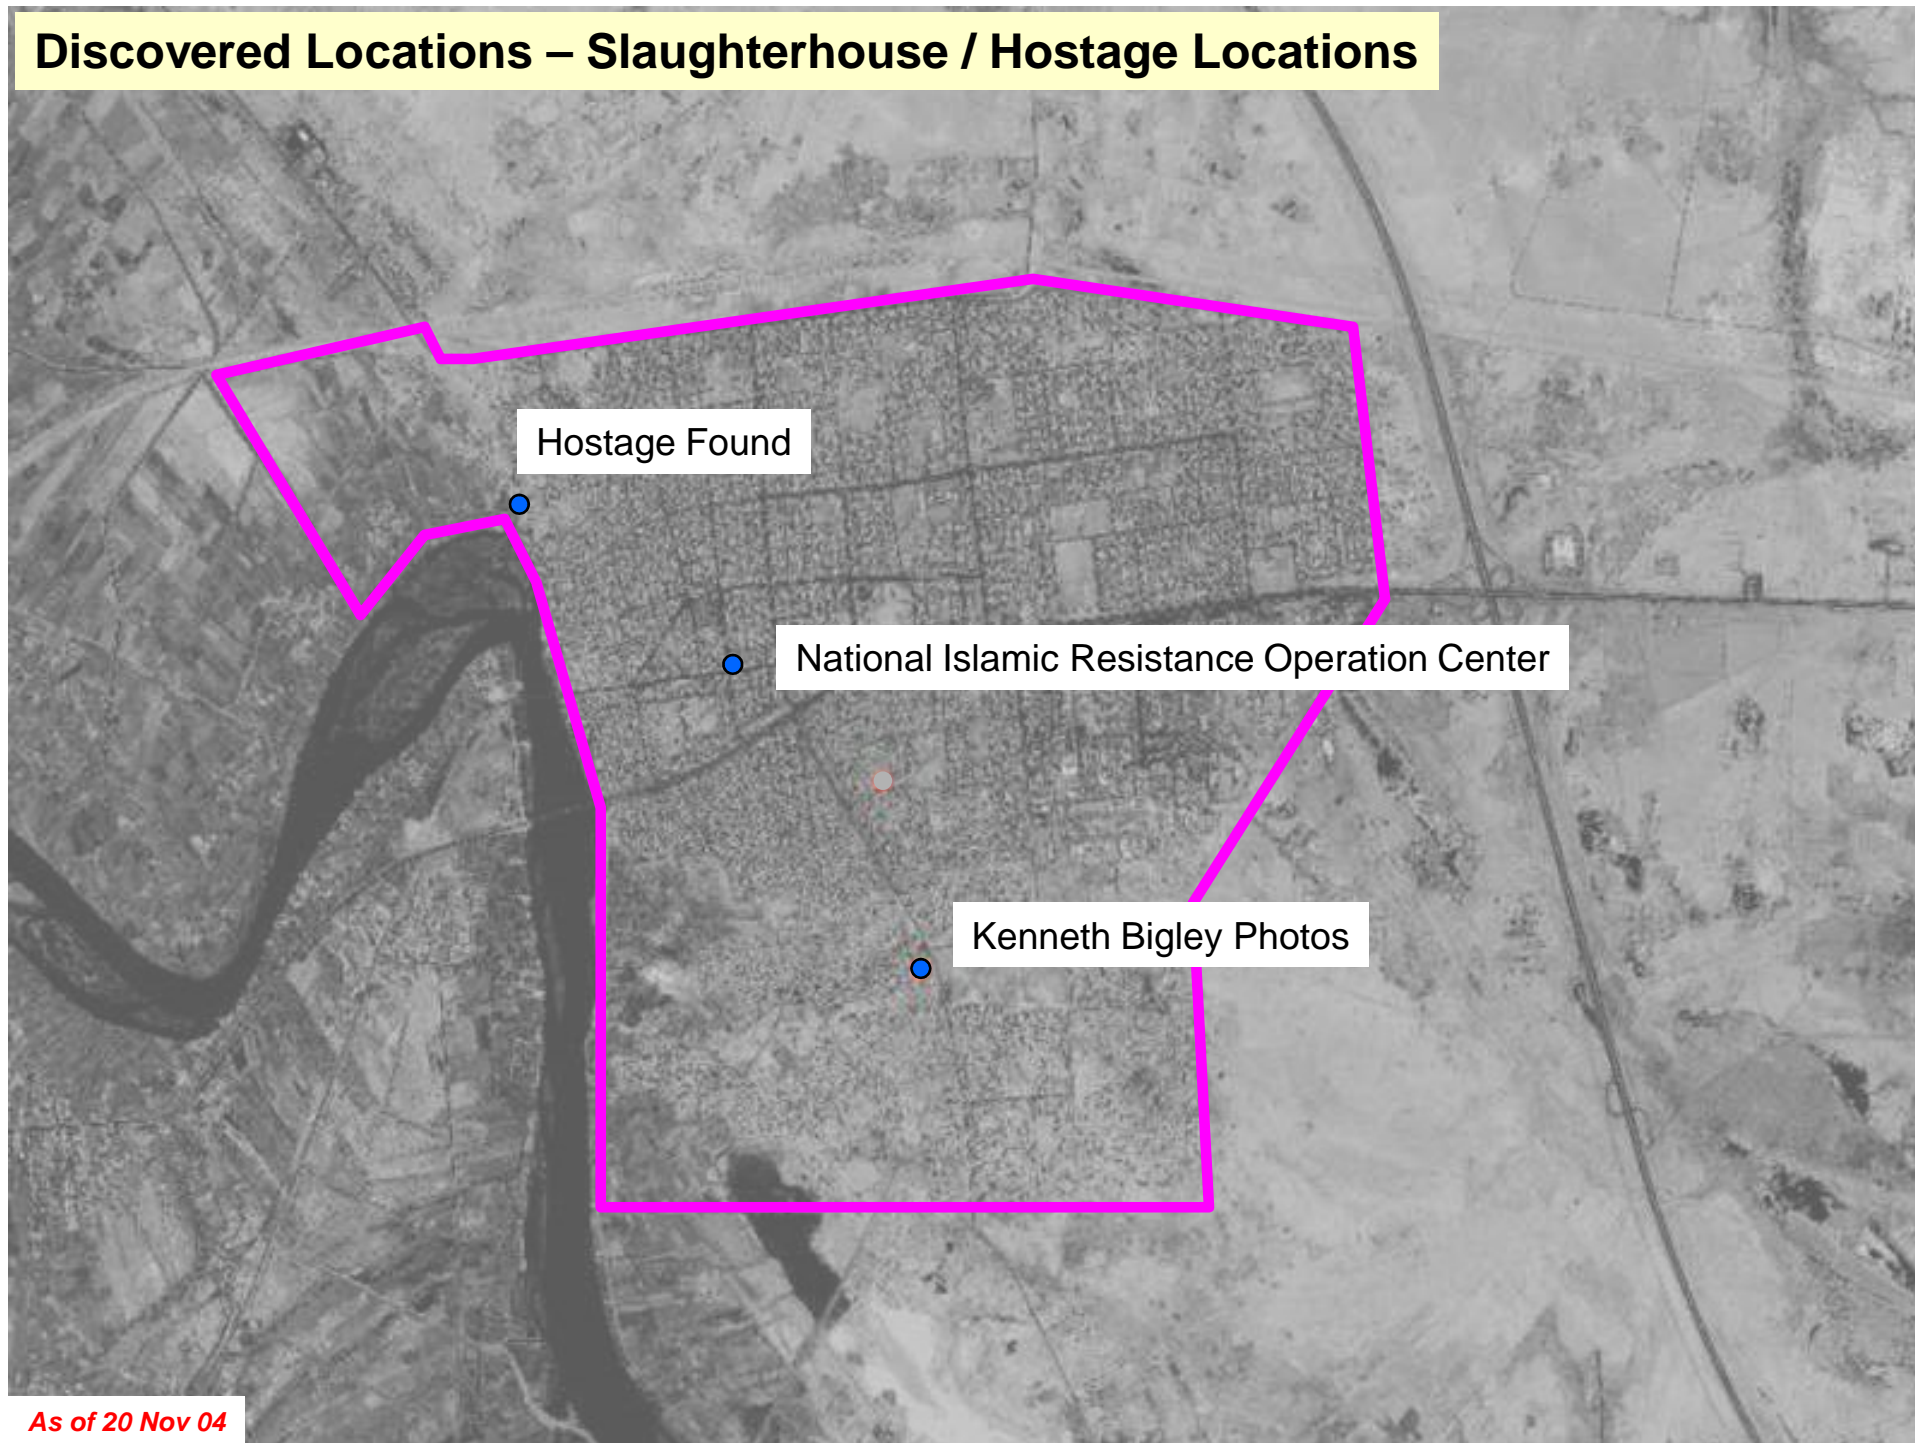 Discovered Locations – Slaughterhouse / Hostage Locations
Hostage Found
National Islamic Resistance Operation Center
Kenneth Bigley Photos
As of 20 Nov 04